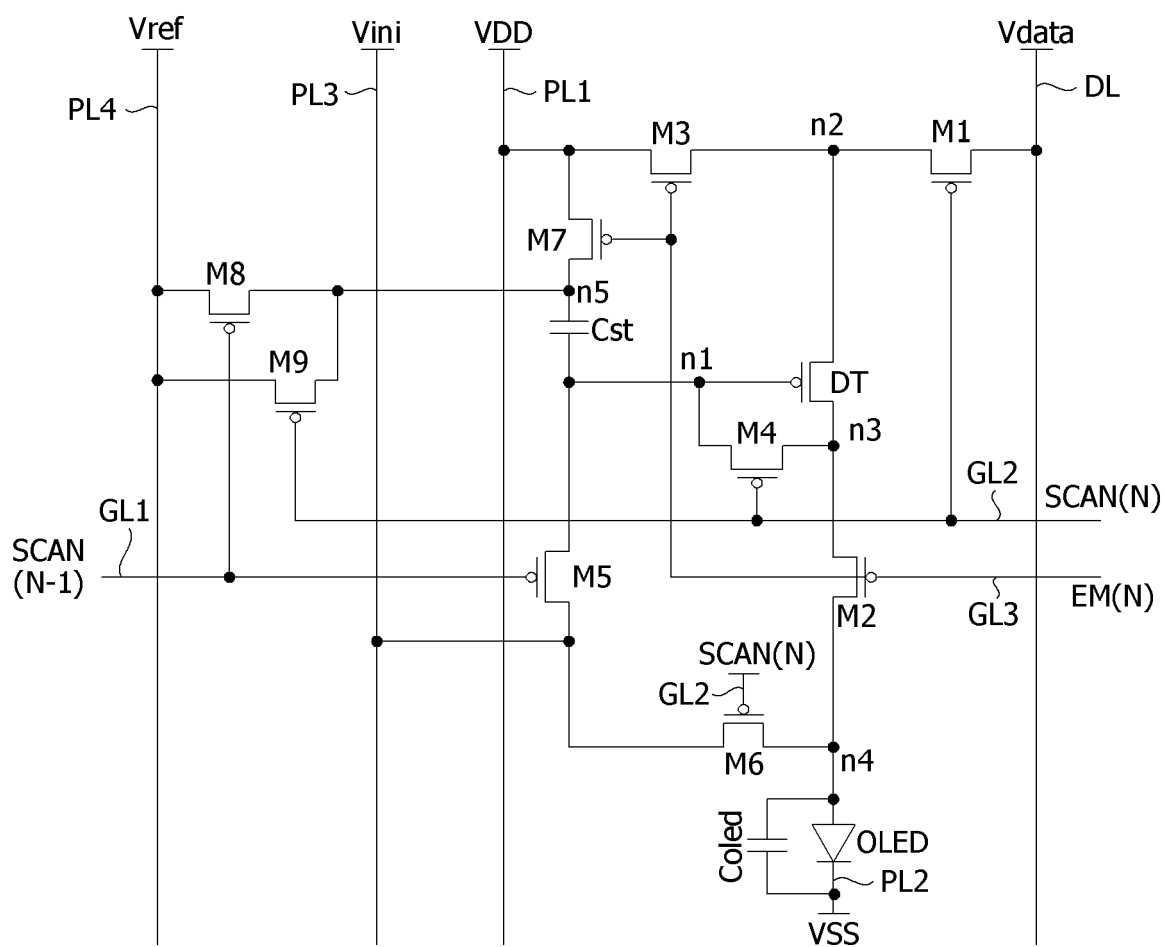 Vref
Vini
VDD
Vdata
PL4
PL3
PL1
DL
M3
n2
M1
M7
M8
n5
Cst
M9
n1
DT
M4
n3
GL1
GL2
SCAN(N)
SCAN
(N-1)
M5
M2
GL3
EM(N)
SCAN(N)
GL2
M6
n4
Coled
OLED
PL2
VSS